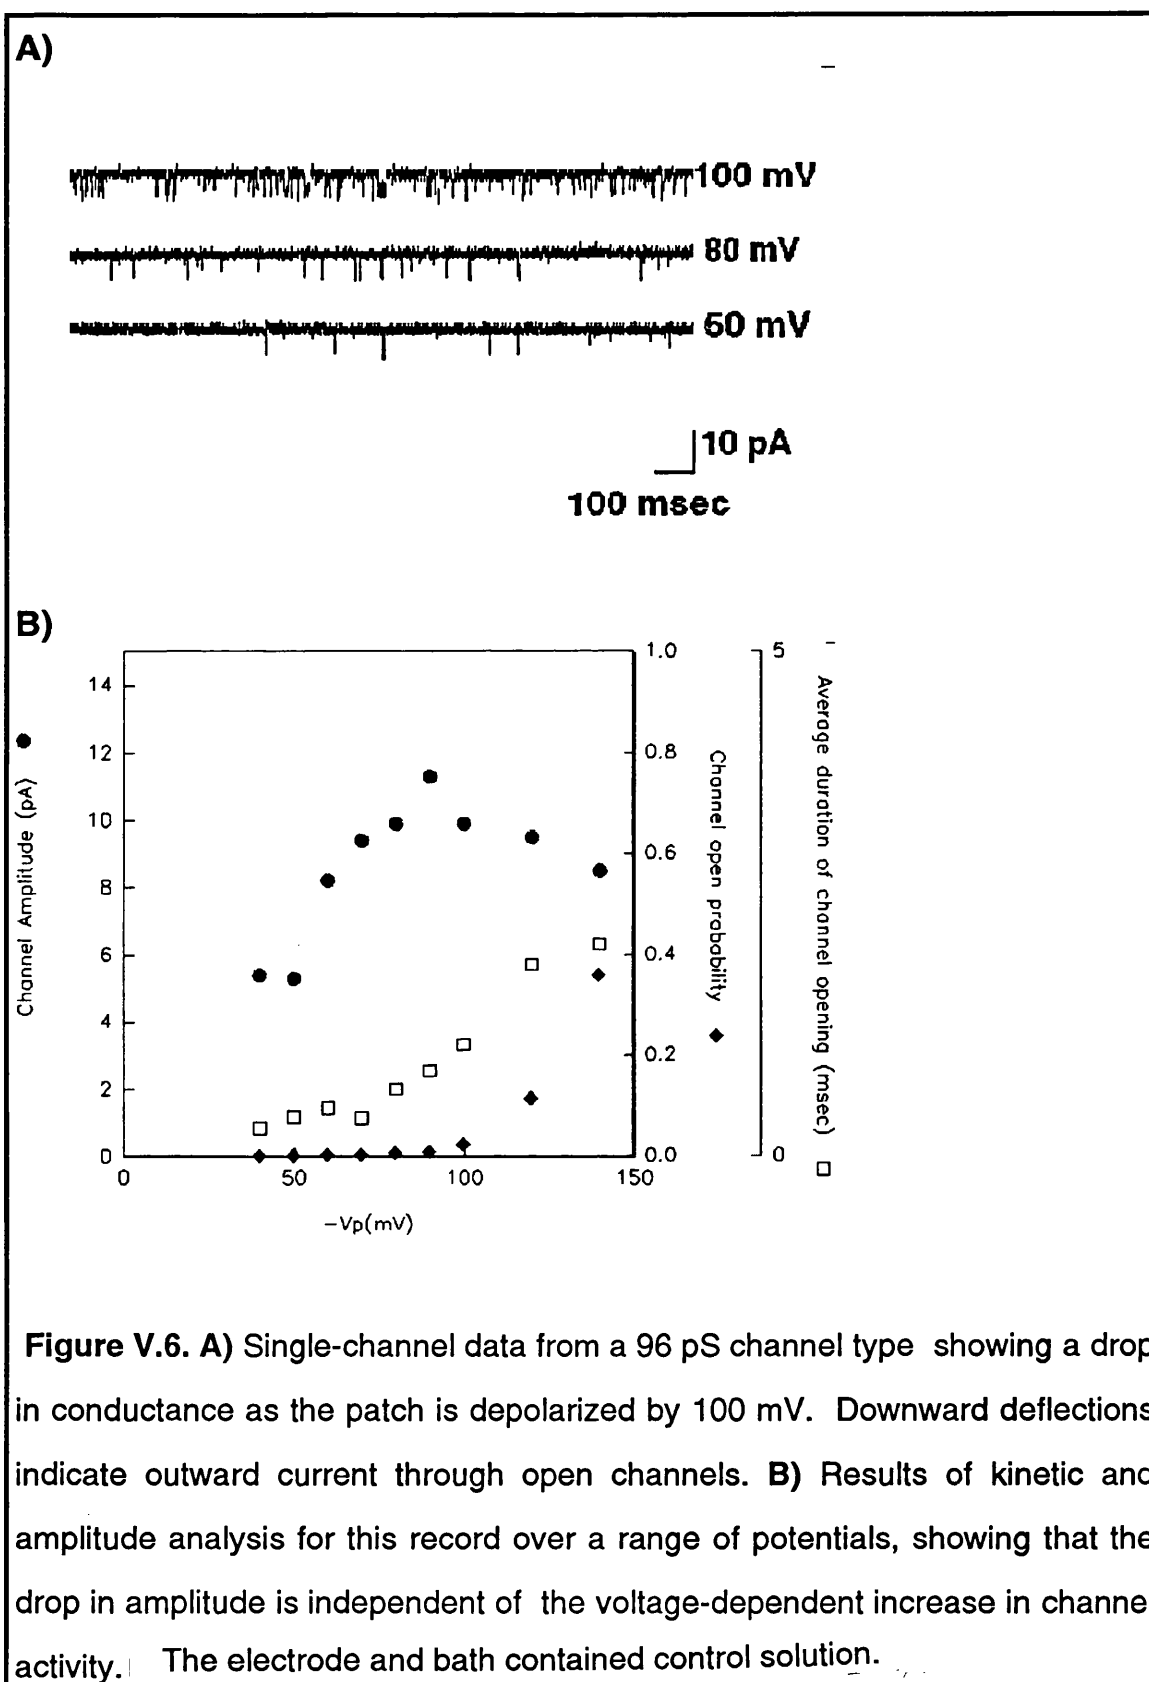 A)
100 mV
80 mV
60 mV
10 pA
100 msec
B)
Channel Amplitude (pA)
14
12
10
8
6
4
2
0
0
50
100
150
−Vp(mV)
1.0
0.8
0.6
0.4
0.2
0.0
Channel open probability
5
0
Average duration of channel opening (msec)
Figure V.6. A) Single-channel data from a 96 pS channel type showing a drop
in conductance as the patch is depolarized by 100 mV. Downward deflections
indicate outward current through open channels. B) Results of kinetic and
amplitude analysis for this record over a range of potentials, showing that the
drop in amplitude is independent of the voltage-dependent increase in channel
activity. The electrode and bath contained control solution.